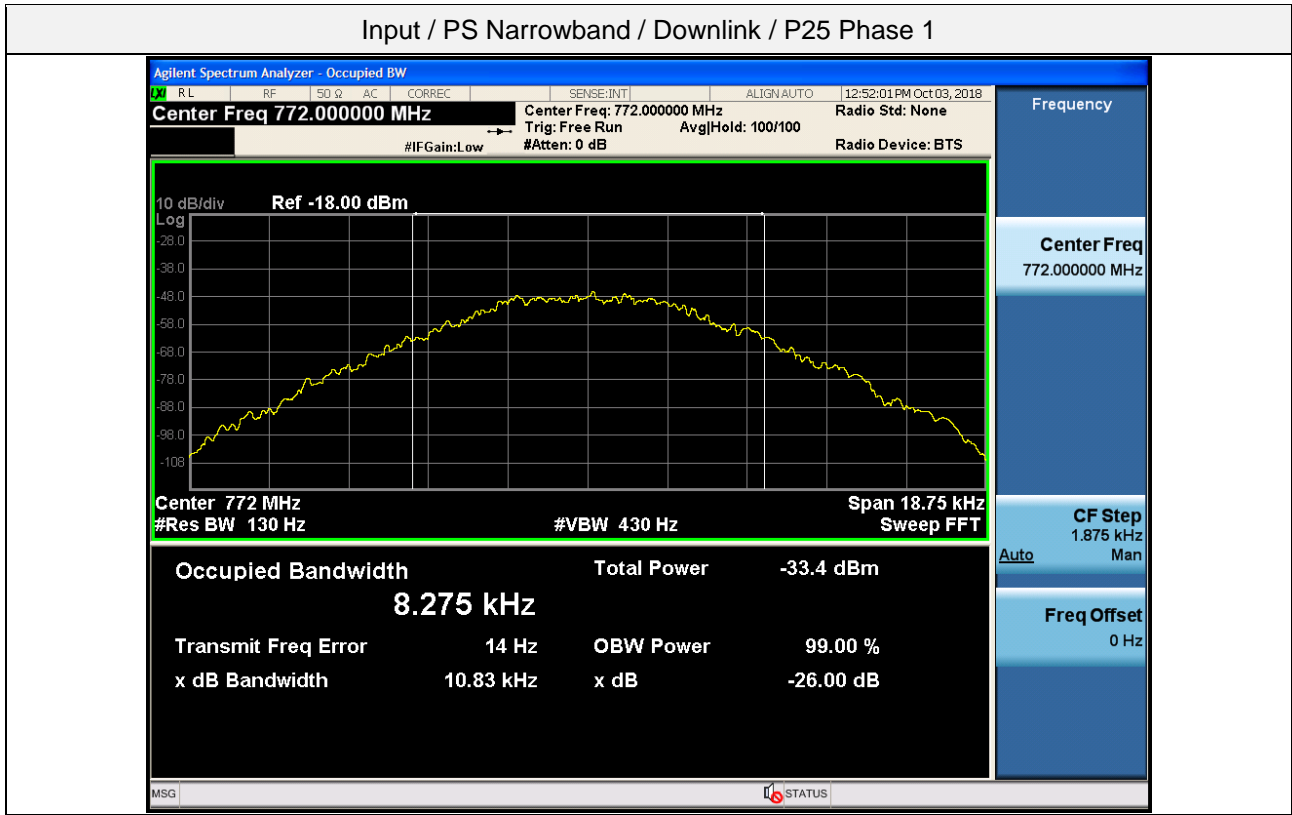 Input / PS Narrowband / Downlink / P25 Phase 1
Agilent Spectrum Analyzer - Occupied BW
LXI RL RF 50 Ω AC CORREC SENSE:INT ALIGN AUTO 12:52:01 PM Oct 03, 2018
Center Freq 772.000000 MHz
Center Freq: 772.000000 MHz Radio Std: None
Trig: Free Run Avg|Hold: 100/100
#IFGain:Low #Atten: 0 dB Radio Device: BTS
Frequency
10 dB/div Ref -18.00 dBm
Log
-28.0
-38.0
-48.0
-58.0
-68.0
-78.0
-88.0
-98.0
-108
Center 772 MHz Span 18.75 kHz
#Res BW 130 Hz #VBW 430 Hz Sweep FFT
Occupied Bandwidth Total Power -33.4 dBm
8.275 kHz
Transmit Freq Error 14 Hz OBW Power 99.00 %
x dB Bandwidth 10.83 kHz x dB -26.00 dB
Center Freq
772.000000 MHz
CF Step
1.875 kHz
Auto Man
Freq Offset
0 Hz
MSG STATUS